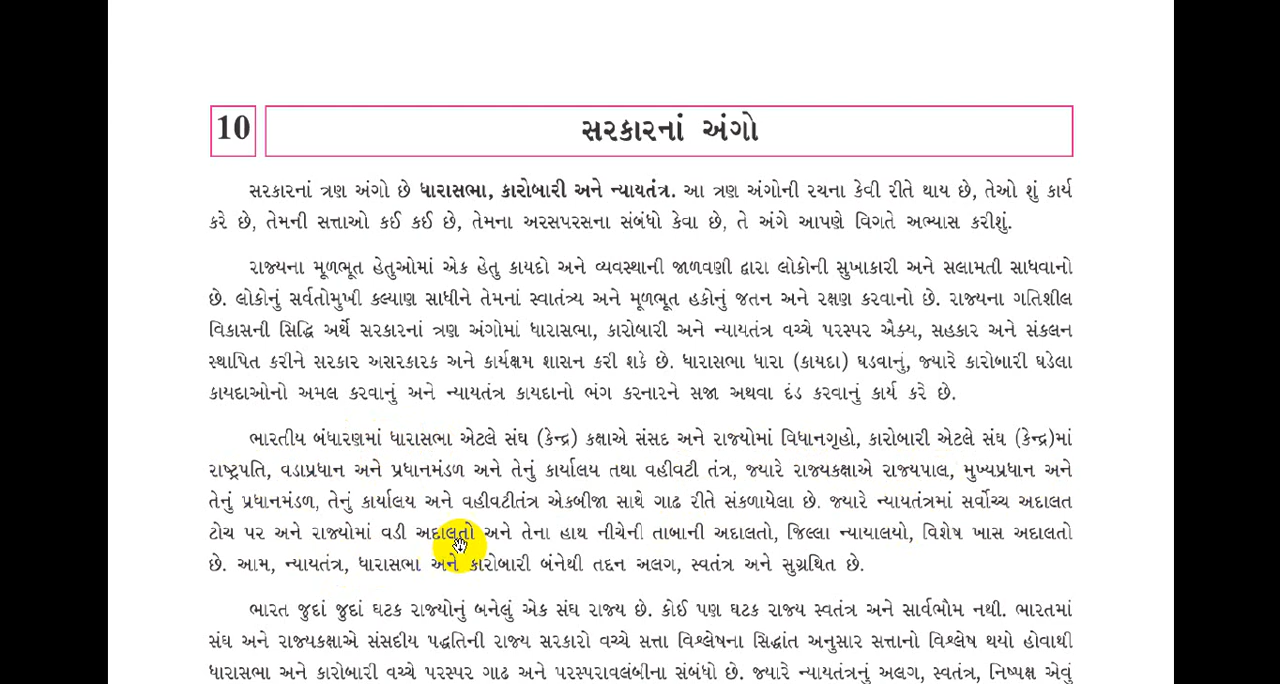 10
સરકારનાં અંગો
સરકારનાં ત્રણ અંગો છે ધારાસભા, કારોબારી અને ન્યાયતંત્ર. આ ત્રણ અંગોની રચના કેવી રીતે થાય છે, તેઓ શું કાર્ય
કરે છે, તેમની સત્તાઓ કઈ કઈ છે, તેમના અરસપરસના સંબંધો કેવા છે, તે અંગે આપણે વિગતે અભ્યાસ કરીશું.
રાજ્યના મૂળભૂત હેતુઓમાં એક હેતુ કાયદો અને વ્યવસ્થાની જાળવણી દ્વારા લોકોની સુખાકારી અને સલામતી સાધવાનો
છે. લોકોનું સર્વતોમુખી કલ્યાણ સાધીને તેમનાં સ્વાતંત્ર્ય અને મૂળભૂત હકોનું જતન અને રક્ષણ કરવાનો છે. રાજ્યના ગતિશીલ
વિકાસની સિદ્ધિ અર્થે સરકારનાં ત્રણ અંગોમાં ધારાસભા, કારોબારી અને ન્યાયતંત્ર વચ્ચે પરસ્પર ઐક્ય, સહકાર અને સંકલન
સ્થાપિત કરીને સરકાર અસરકારક અને કાર્યક્ષમ શાસન કરી શકે છે. ધારાસભા ધારા (કાયદા) ઘડવાનું, જ્યારે કારોબારી ઘડેલા
કાયદાઓનો અમલ કરવાનું અને ન્યાયતંત્ર કાયદાનો ભંગ કરનારને સજા અથવા દંડ કરવાનું કાર્ય કરે છે.
ભારતીય બંધારણમાં ધારાસભા એટલે સંઘ (કેન્દ્ર) કક્ષાએ સંસદ અને રાજ્યોમાં વિધાનગૃહો, કારોબારી એટલે સંઘ (કેન્દ્ર)માં
રાષ્ટ્રપતિ, વડાપ્રધાન અને પ્રધાનમંડળ અને તેનું કાર્યાલય તથા વહીવટી તંત્ર, જ્યારે રાજ્યકક્ષાએ રાજ્યપાલ, મુખ્યપ્રધાન અને
તેનું પ્રધાનમંડળ, તેનું કાર્યાલય અને વહીવટીતંત્ર એકબીજા સાથે ગાઢ રીતે સંકળાયેલા છે. જ્યારે ન્યાયતંત્રમાં સર્વોચ્ચ અદાલત
ટોચ પર અને રાજ્યોમાં વડી અદાલતો અને તેના હાથ નીચેની તાબાની અદાલતો, જિલ્લા ન્યાયાલયો, વિશેષ ખાસ અદાલતો
છે. આમ, ન્યાયતંત્ર, ધારાસભા અને કારોબારી બંનેથી તદ્દન અલગ, સ્વતંત્ર અને સુગ્રથિત છે.
ભારત જુદાં જુદાં ઘટક રાજ્યોનું બનેલું એક સંઘ રાજ્ય છે. કોઈ પણ ઘટક રાજ્ય સ્વતંત્ર અને સાર્વભૌમ નથી. ભારતમાં
સંઘ અને રાજ્યકક્ષાએ સંસદીય પદ્ધતિની રાજ્ય સરકારો વચ્ચે સત્તા વિશ્લેષના સિદ્ધાંત અનુસાર સત્તાનો વિશ્લેષ થયો હોવાથી
ધારાસભા અને કારોબારી વચ્ચે પરસ્પર ગાઢ અને પરસ્પરાવલંબીના સંબંધો છે. જ્યારે ન્યાયતંત્રનું અલગ, સ્વતંત્ર, નિષ્પક્ષ એવું